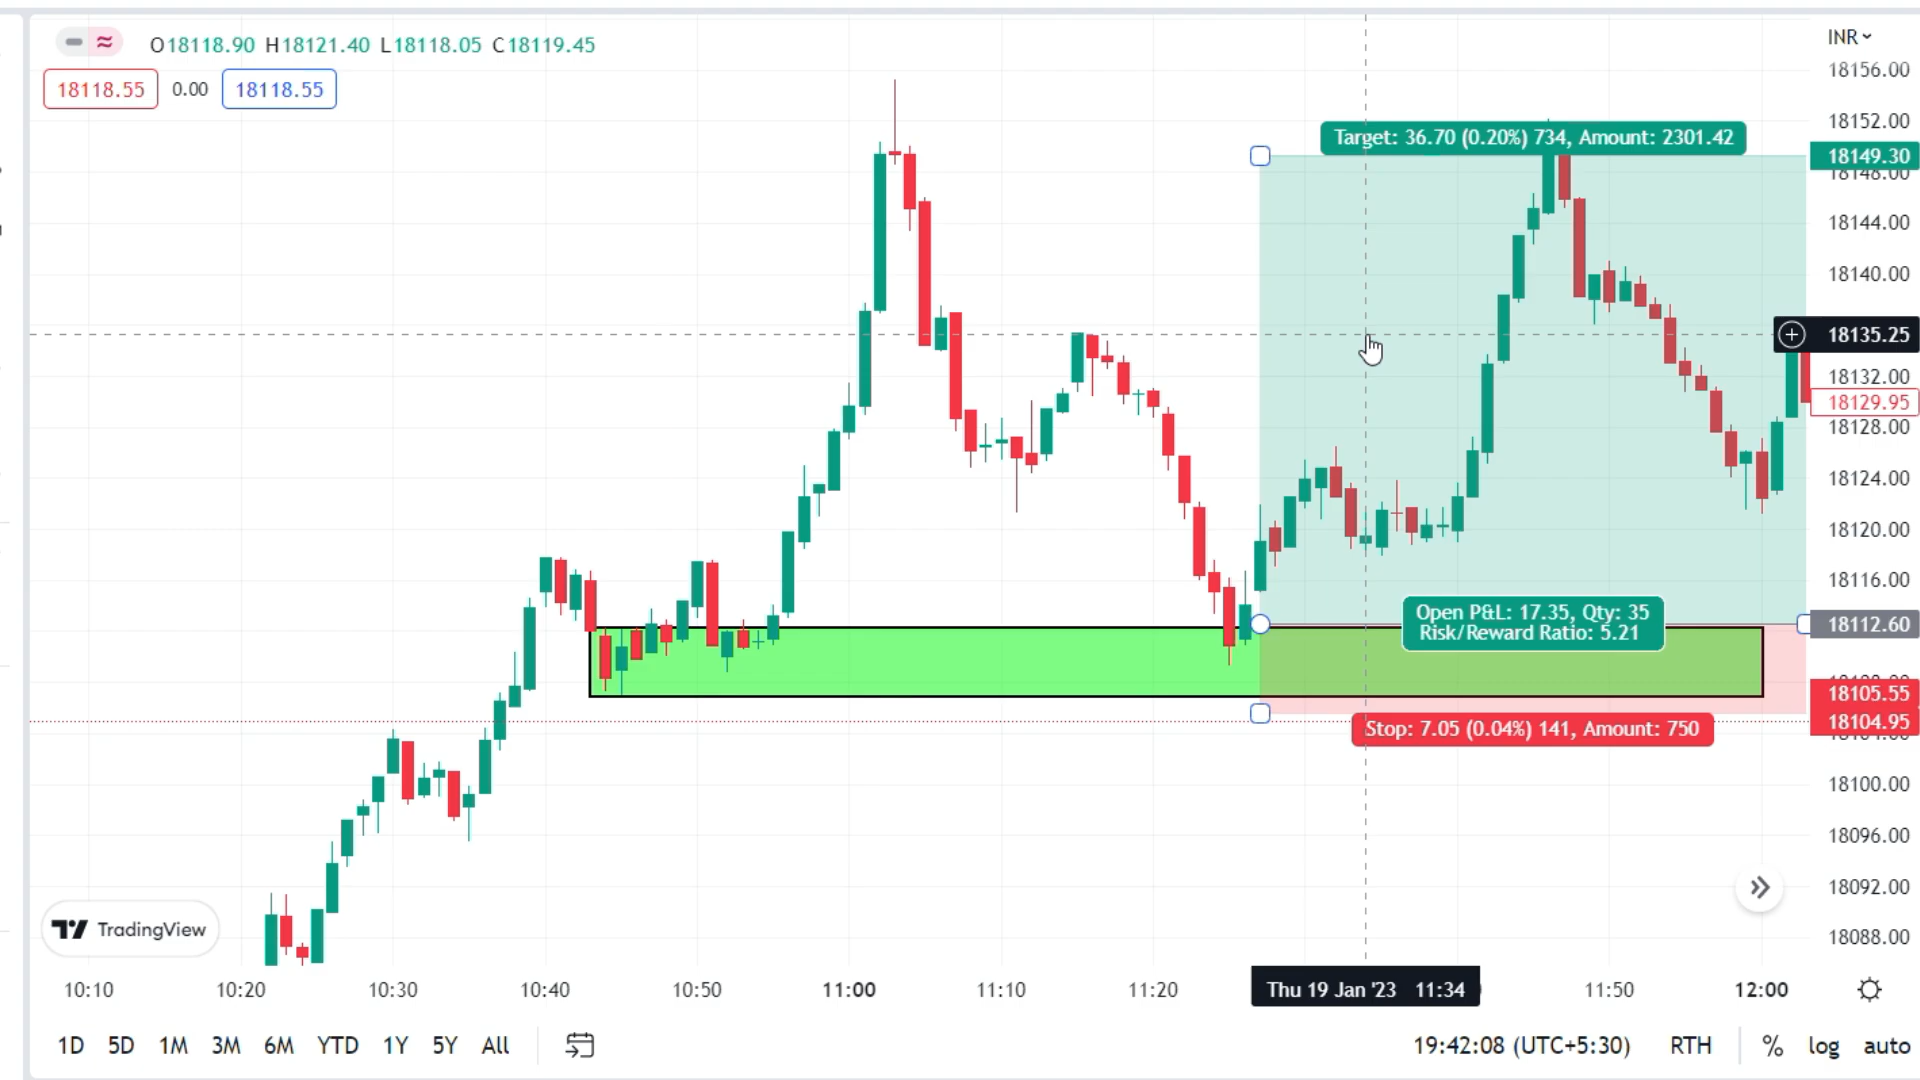 O18118.90 H18121.40 L18118.05 C18119.45
18118.55 0.00 18118.55
INR
18156.00
18152.00
Target: 36.70 (0.20%) 734, Amount: 2301.42
18149.30
18148.00
18144.00
18140.00
18135.25
18132.00
18129.95
18128.00
18124.00
18120.00
18116.00
Open P&L: 17.35, Qty: 35
Risk/Reward Ratio: 5.21
18112.60
18105.55
18104.95
Stop: 7.05 (0.04%) 141, Amount: 750
18100.00
18096.00
18092.00
18088.00
TradingView
10:10 10:20 10:30 10:40 10:50 11:00 11:10 11:20 Thu 19 Jan '23 11:34 11:50 12:00
1D 5D 1M 3M 6M YTD 1Y 5Y All 19:42:08 (UTC+5:30) RTH % log auto